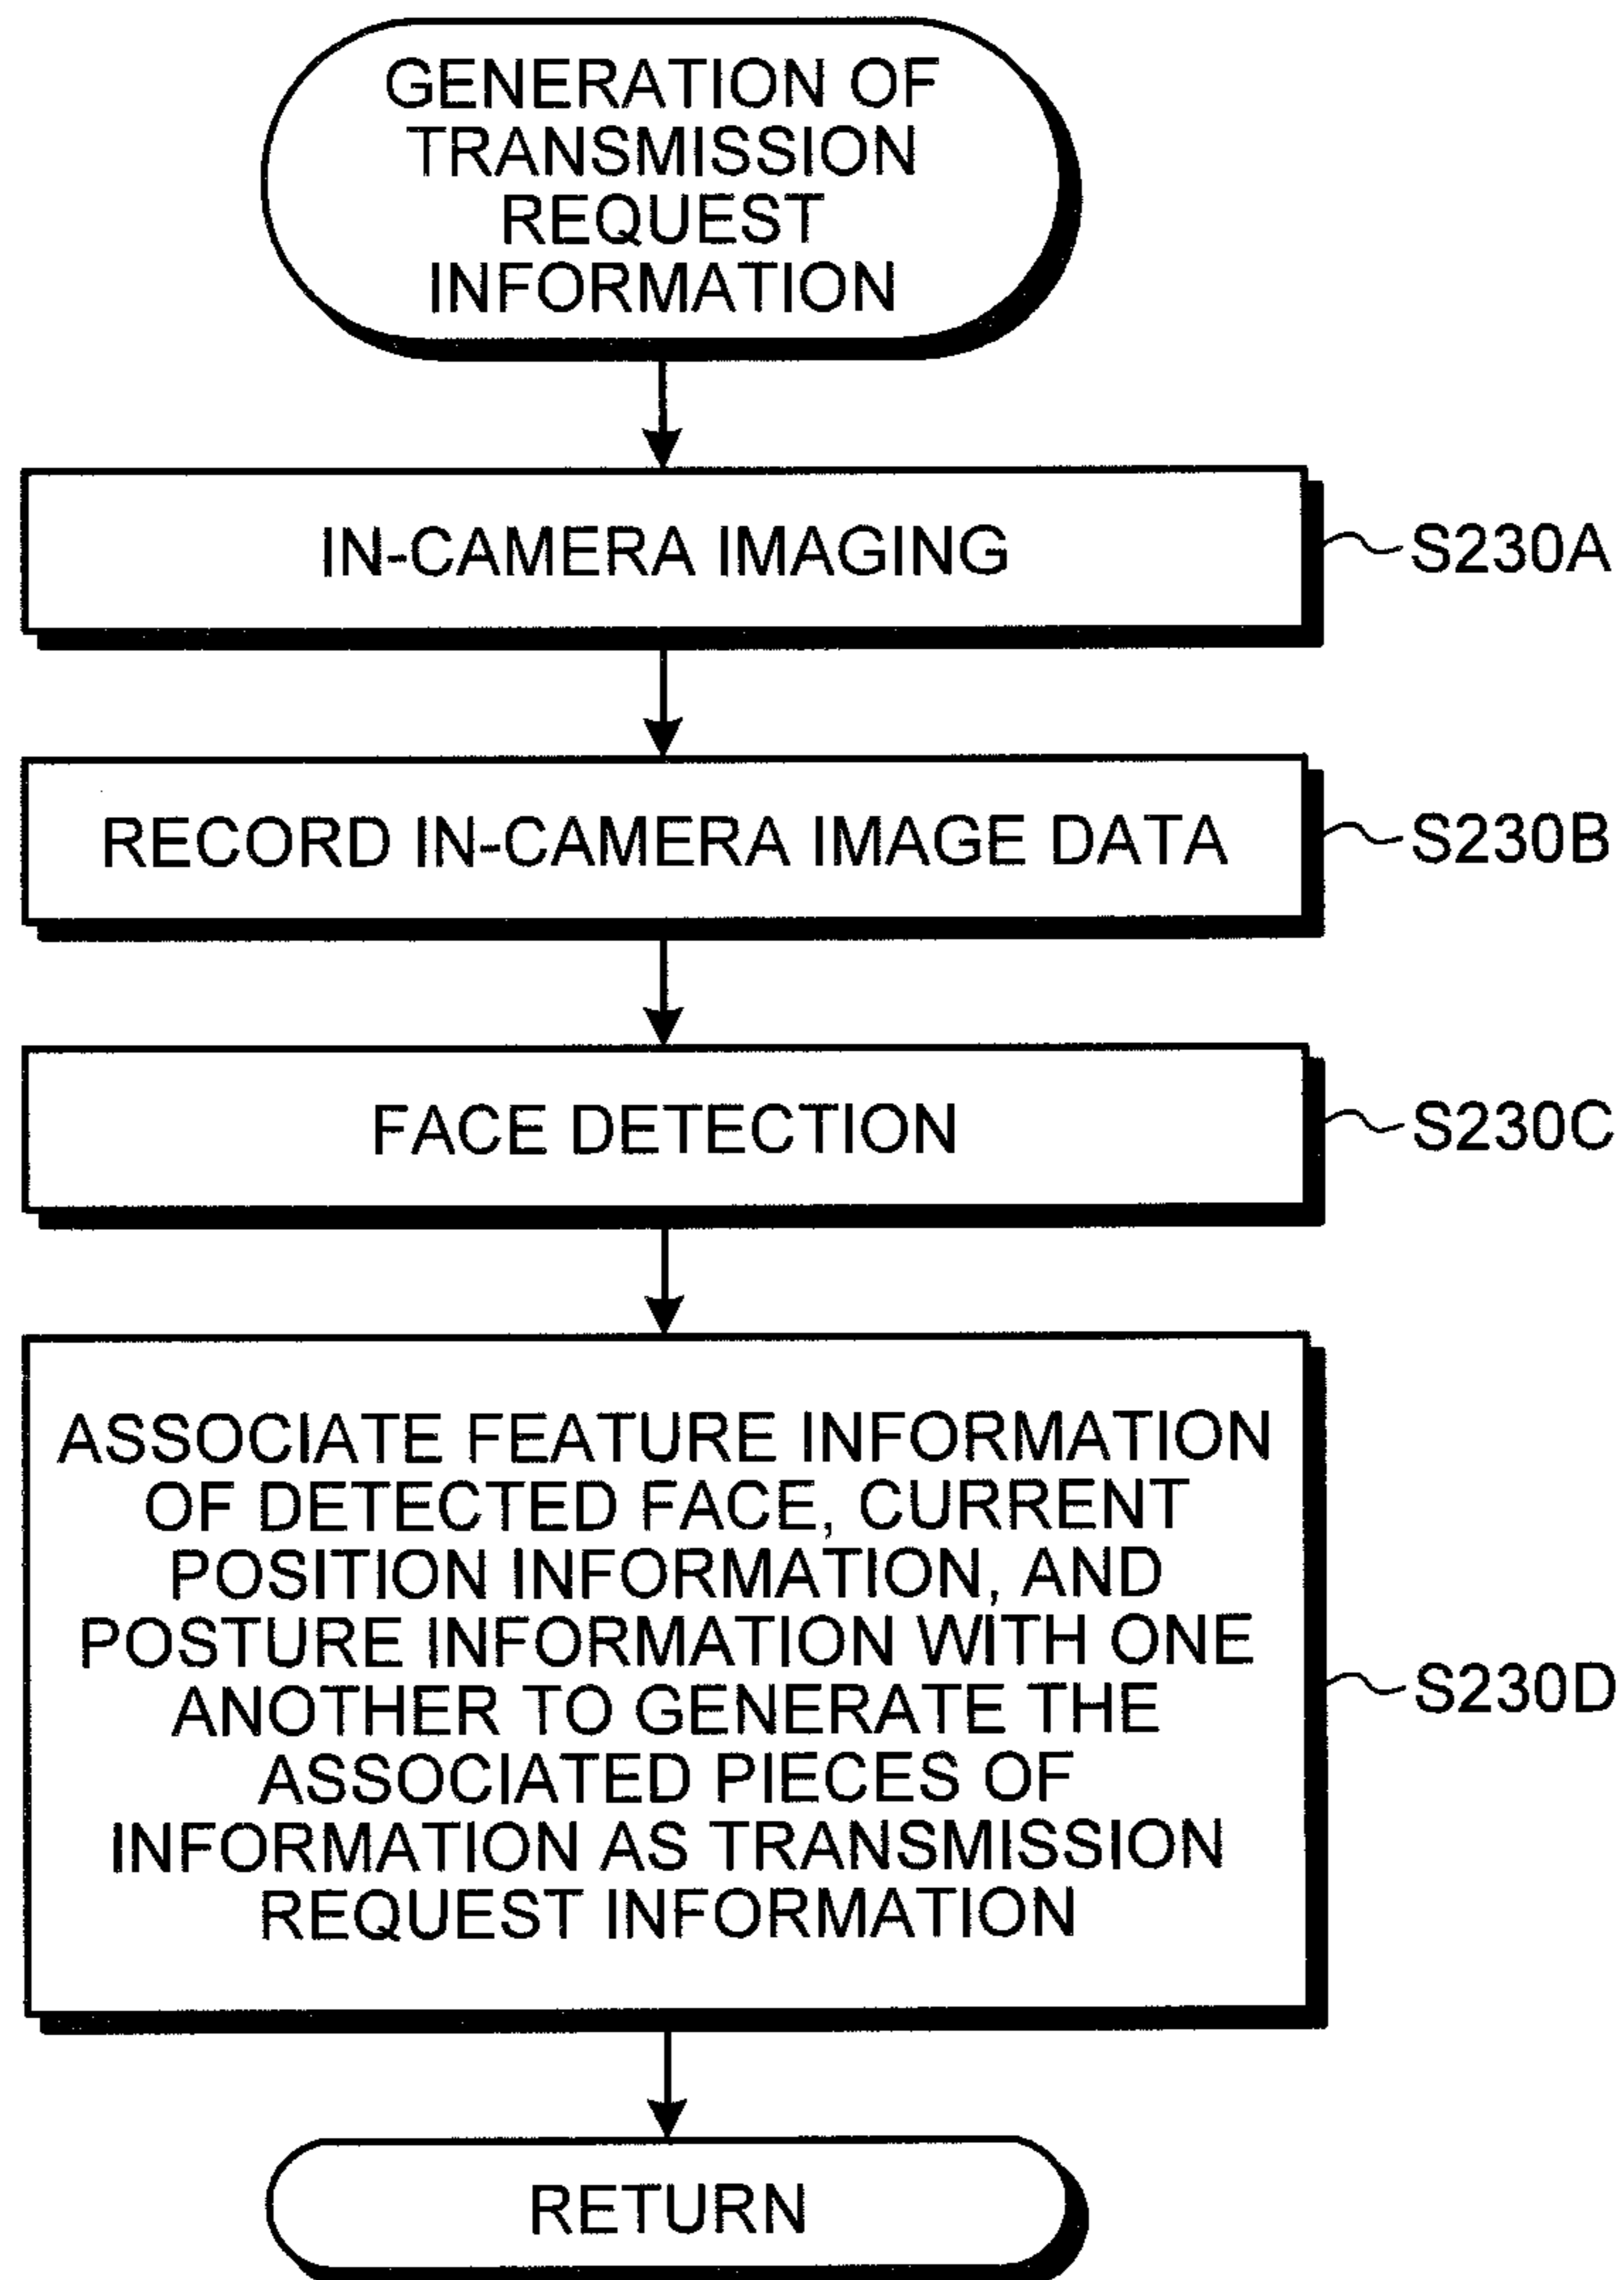 GENERATION OF
TRANSMISSION
REQUEST
INFORMATION
IN-CAMERA IMAGING
S230A
RECORD IN-CAMERA IMAGE DATA
S230B
FACE DETECTION
S230C
ASSOCIATE FEATURE INFORMATION
OF DETECTED FACE, CURRENT
POSITION INFORMATION, AND
POSTURE INFORMATION WITH ONE
ANOTHER TO GENERATE THE
ASSOCIATED PIECES OF
INFORMATION AS TRANSMISSION
REQUEST INFORMATION
S230D
RETURN